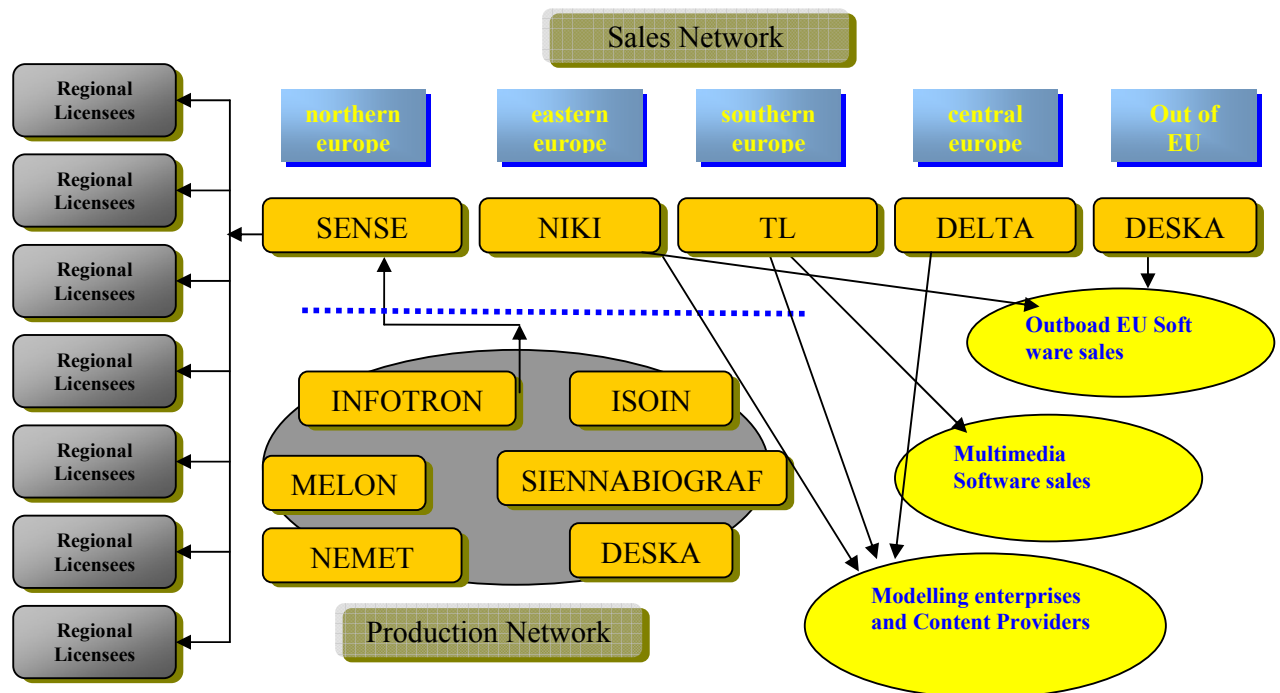 Sales Network
Regional
Licensees
Regional
Licensees
Regional
Licensees
Regional
Licensees
Regional
Licensees
Regional
Licensees
Regional
Licensees
northern
europe
eastern
europe
southern
europe
central
europe
Out of
EU
SENSE
NIKI
TL
DELTA
DESKA
Outboad EU Soft
ware sales
INFOTRON
ISOIN
Multimedia
Software sales
MELON
SIENNABIOGRAF
NEMET
DESKA
Modelling enterprises
and Content Providers
Production Network